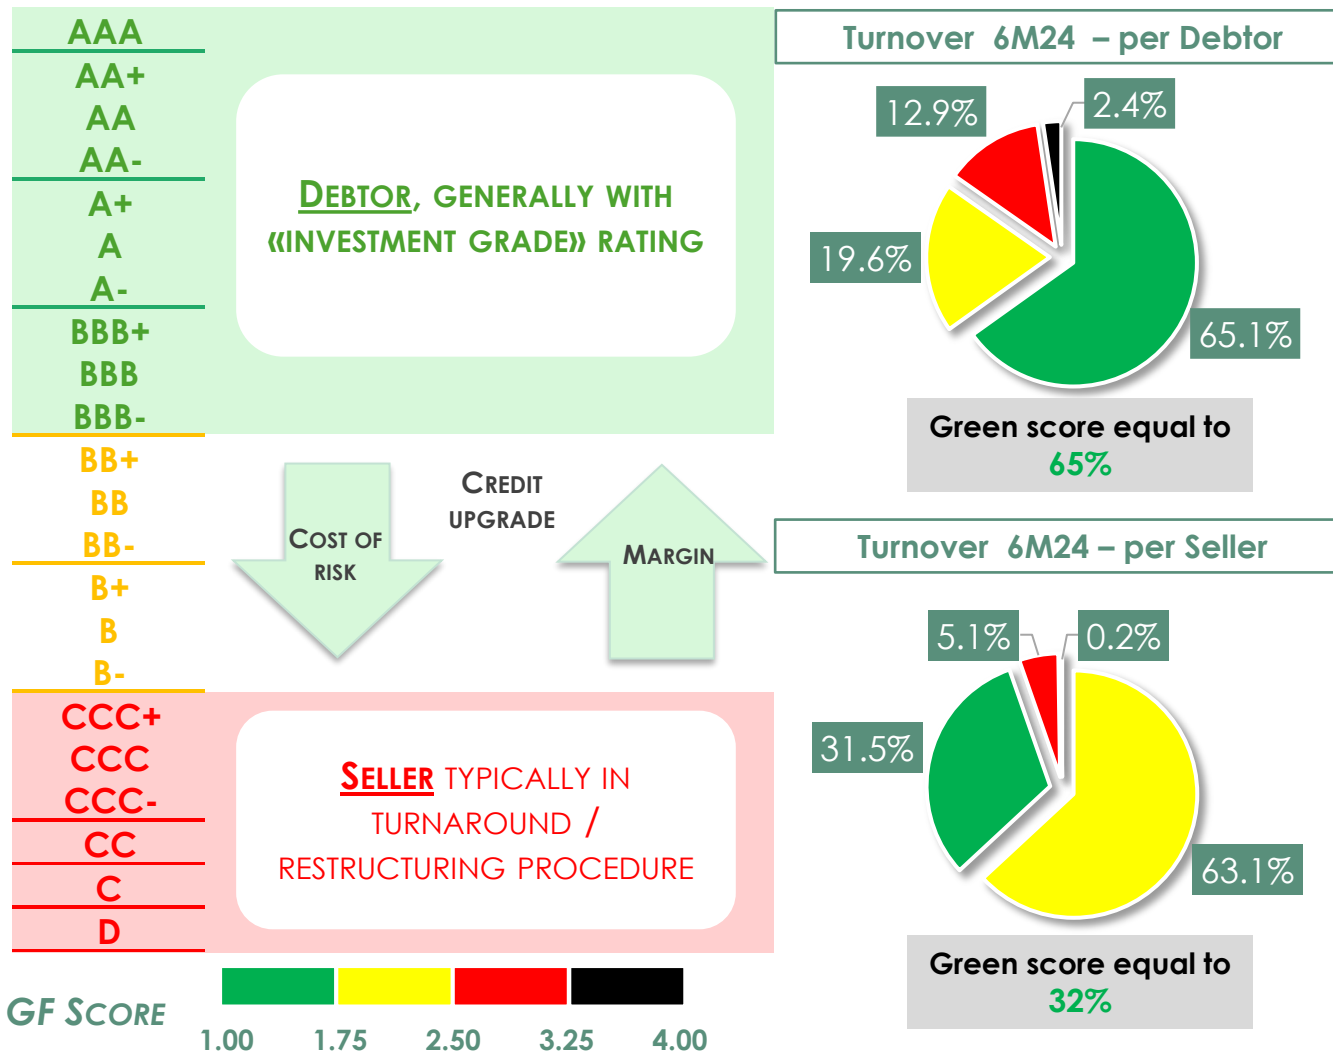 AAA
AA+
AA
AA-
A+
A
A-
BBB+
BBB
BBB-
BB+
BB
BB-
B+
B
B-
CCC+
CCC
CCC-
CC
C
D
DEBTOR, GENERALLY WITH
«INVESTMENT GRADE» RATING
COST OF
RISK
CREDIT
UPGRADE
MARGIN
SELLER TYPICALLY IN
TURNAROUND /
RESTRUCTURING PROCEDURE
GF SCORE
1.00 1.75 2.50 3.25 4.00
Turnover 6M24 – per Debtor
12.9%
2.4%
19.6%
65.1%
Green score equal to
65%
Turnover 6M24 – per Seller
5.1%
0.2%
31.5%
63.1%
Green score equal to
32%